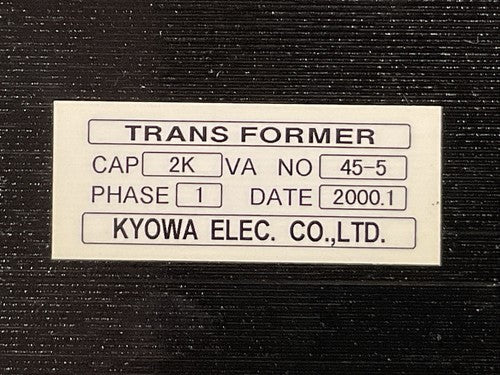 TRANS FORMER
CAP 2K VA NO 45-5
PHASE 1 DATE 2000.1
KYOWA ELEC. CO.,LTD.